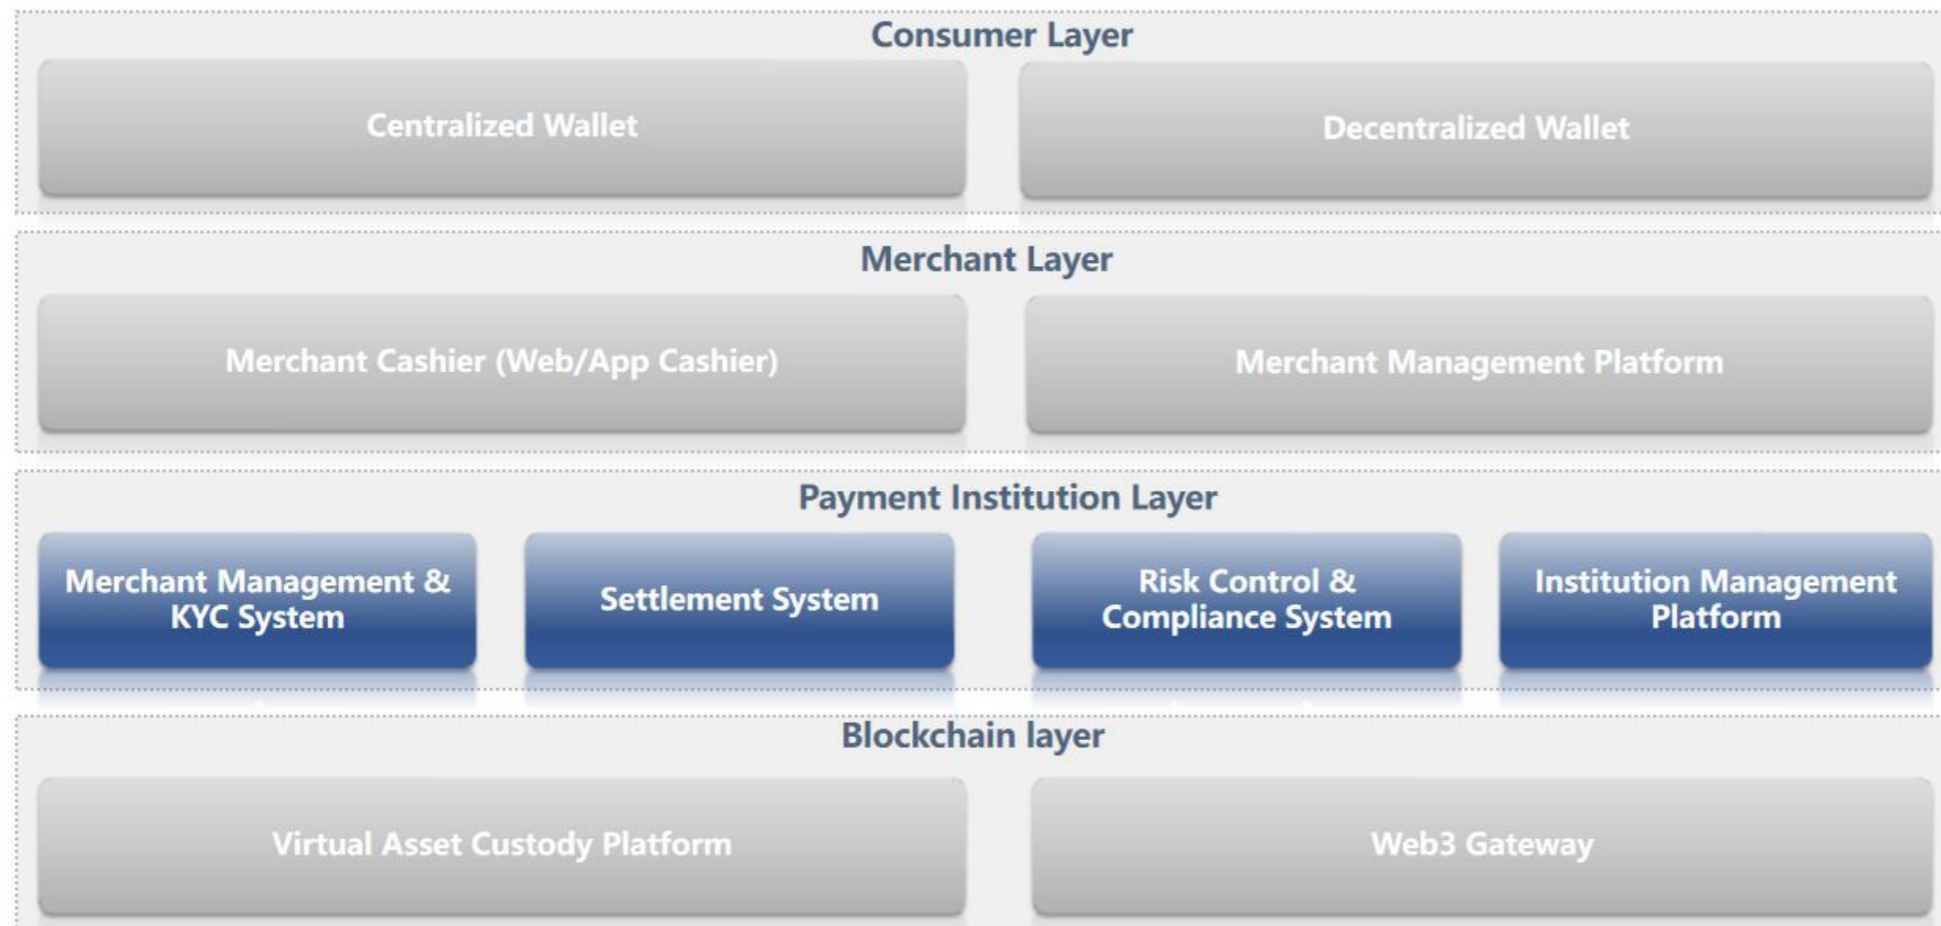 Consumer Layer
Centralized Wallet
Decentralized Wallet
Merchant Layer
Merchant Cashier (Web/App Cashier)
Merchant Management Platform
Payment Institution Layer
Merchant Management &
KYC System
Settlement System
Risk Control &
Compliance System
Institution Management
Platform
Blockchain layer
Virtual Asset Custody Platform
Web3 Gateway